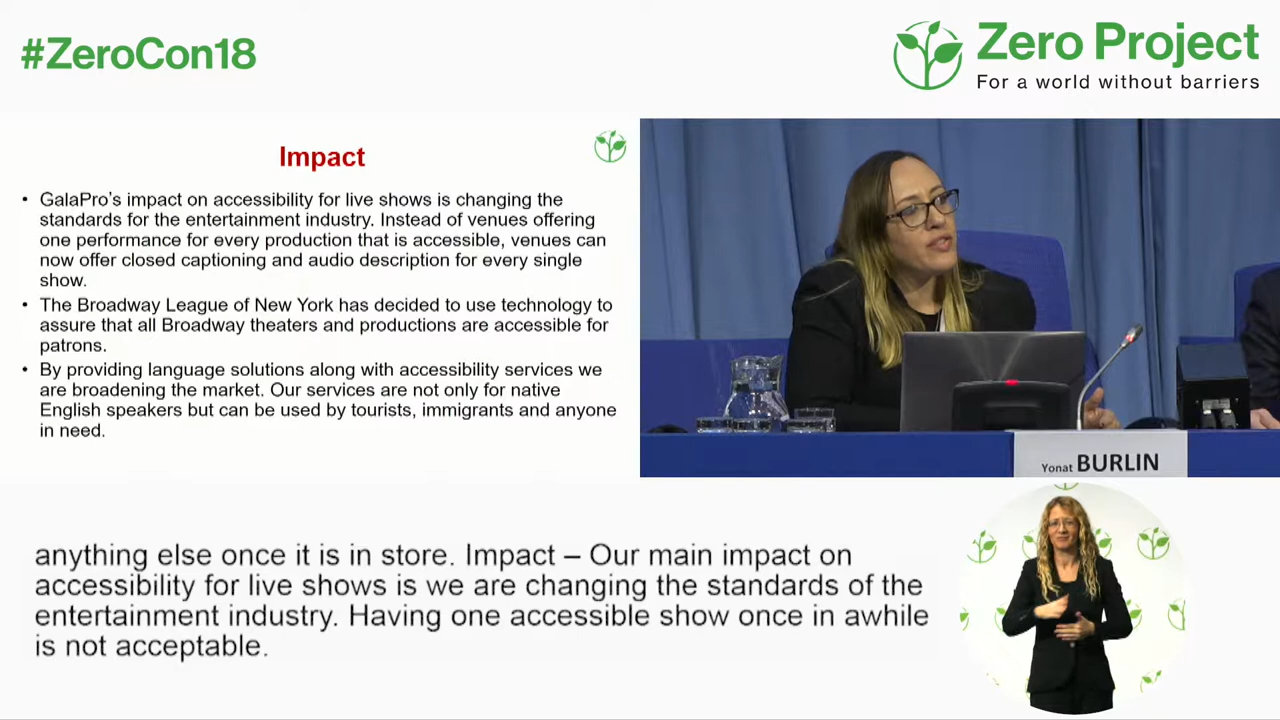 #ZeroCon18
Zero Project
For a world without barriers
Impact
• GalaPro's impact on accessibility for live shows is changing the
standards for the entertainment industry. Instead of venues offering
one performance for every production that is accessible, venues can
now offer closed captioning and audio description for every single
show.
• The Broadway League of New York has decided to use technology to
assure that all Broadway theaters and productions are accessible for
patrons.
• By providing language solutions along with accessibility services we
are broadening the market. Our services are not only for native
English speakers but can be used by tourists, immigrants and anyone
in need.
Yonat BURLIN
anything else once it is in store. Impact – Our main impact on
accessibility for live shows is we are changing the standards of the
entertainment industry. Having one accessible show once in awhile
is not acceptable.